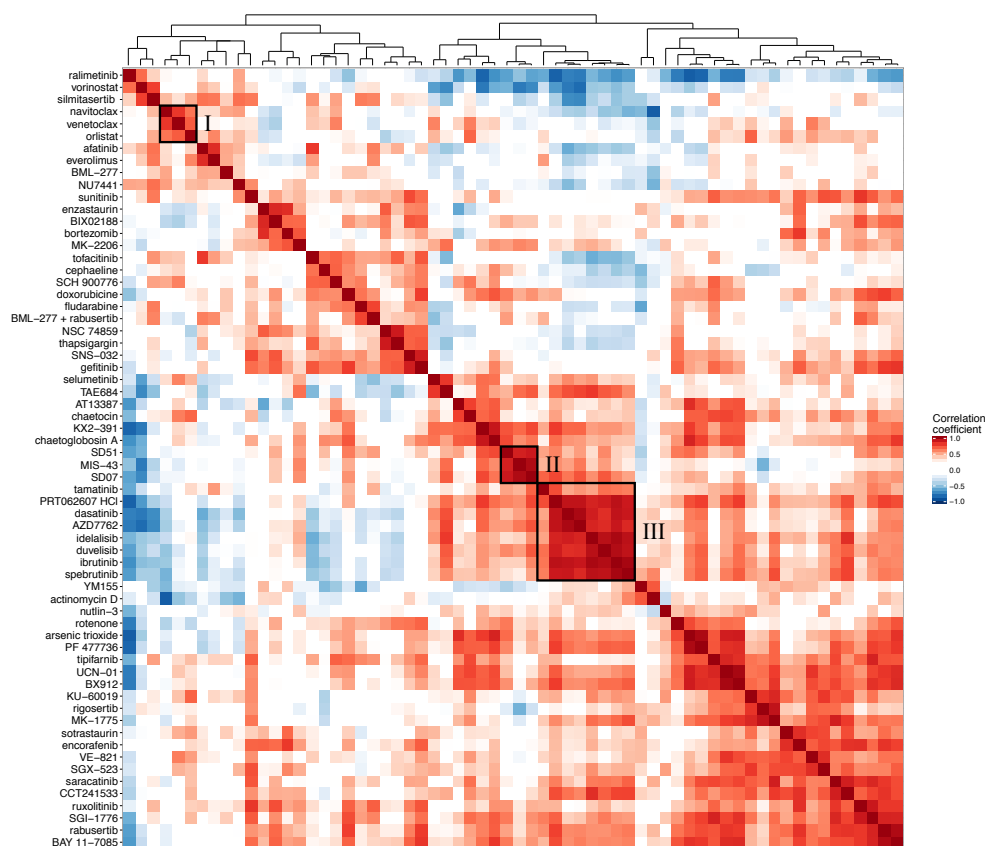 ralimetinib
vorinostat
silmitasertib
navitoclax
venetoclax
orlistat
afatinib
everolimus
BML−277
NU7441
sunitinib
enzastaurin
BIX02188
bortezomib
MK−2206
tofacitinib
cephaeline
SCH 900776
doxorubicine
fludarabine
BML−277 + rabusertib
NSC 74859
thapsigargin
SNS−032
gefitinib
selumetinib
TAE684
AT13387
chaetocin
KX2−391
chaetoglobosin A
SD51
MIS−43
SD07
tamatinib
PRT062607 HCl
dasatinib
AZD7762
idelalisib
duvelisib
ibrutinib
spebrutinib
YM155
actinomycin D
nutlin−3
rotenone
arsenic trioxide
PF 477736
tipifarnib
UCN−01
BX912
KU−60019
rigosertib
MK−1775
sotrastaurin
encorafenib
VE−821
SGX−523
saracatinib
CCT241533
ruxolitinib
SGI−1776
rabusertib
BAY 11−7085
I
II
III
Correlation
coefficient
1.0
0.5
0.0
−0.5
−1.0